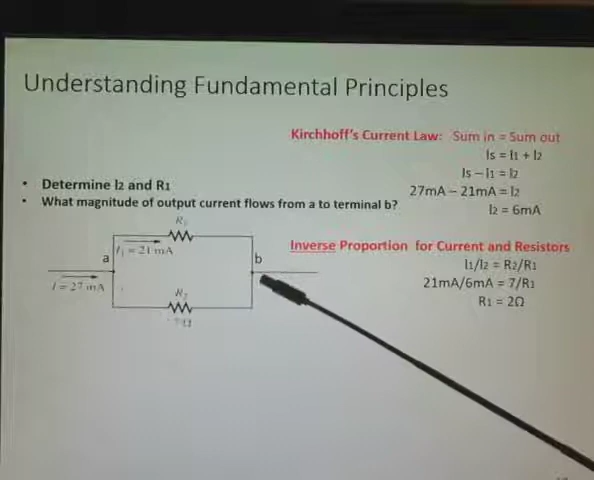 Understanding Fundamental Principles
Kirchhoff's Current Law: Sum in = Sum out
Is = I1 + I2
Is – I1 = I2
27mA – 21mA = I2
I2 = 6mA
• Determine I2 and R1
• What magnitude of output current flows from a to terminal b?
R1
I1 = 21 mA
a
b
I = 27 mA
R2
7 Ω
Inverse Proportion for Current and Resistors
I1/I2 = R2/R1
21mA/6mA = 7/R1
R1 = 2Ω